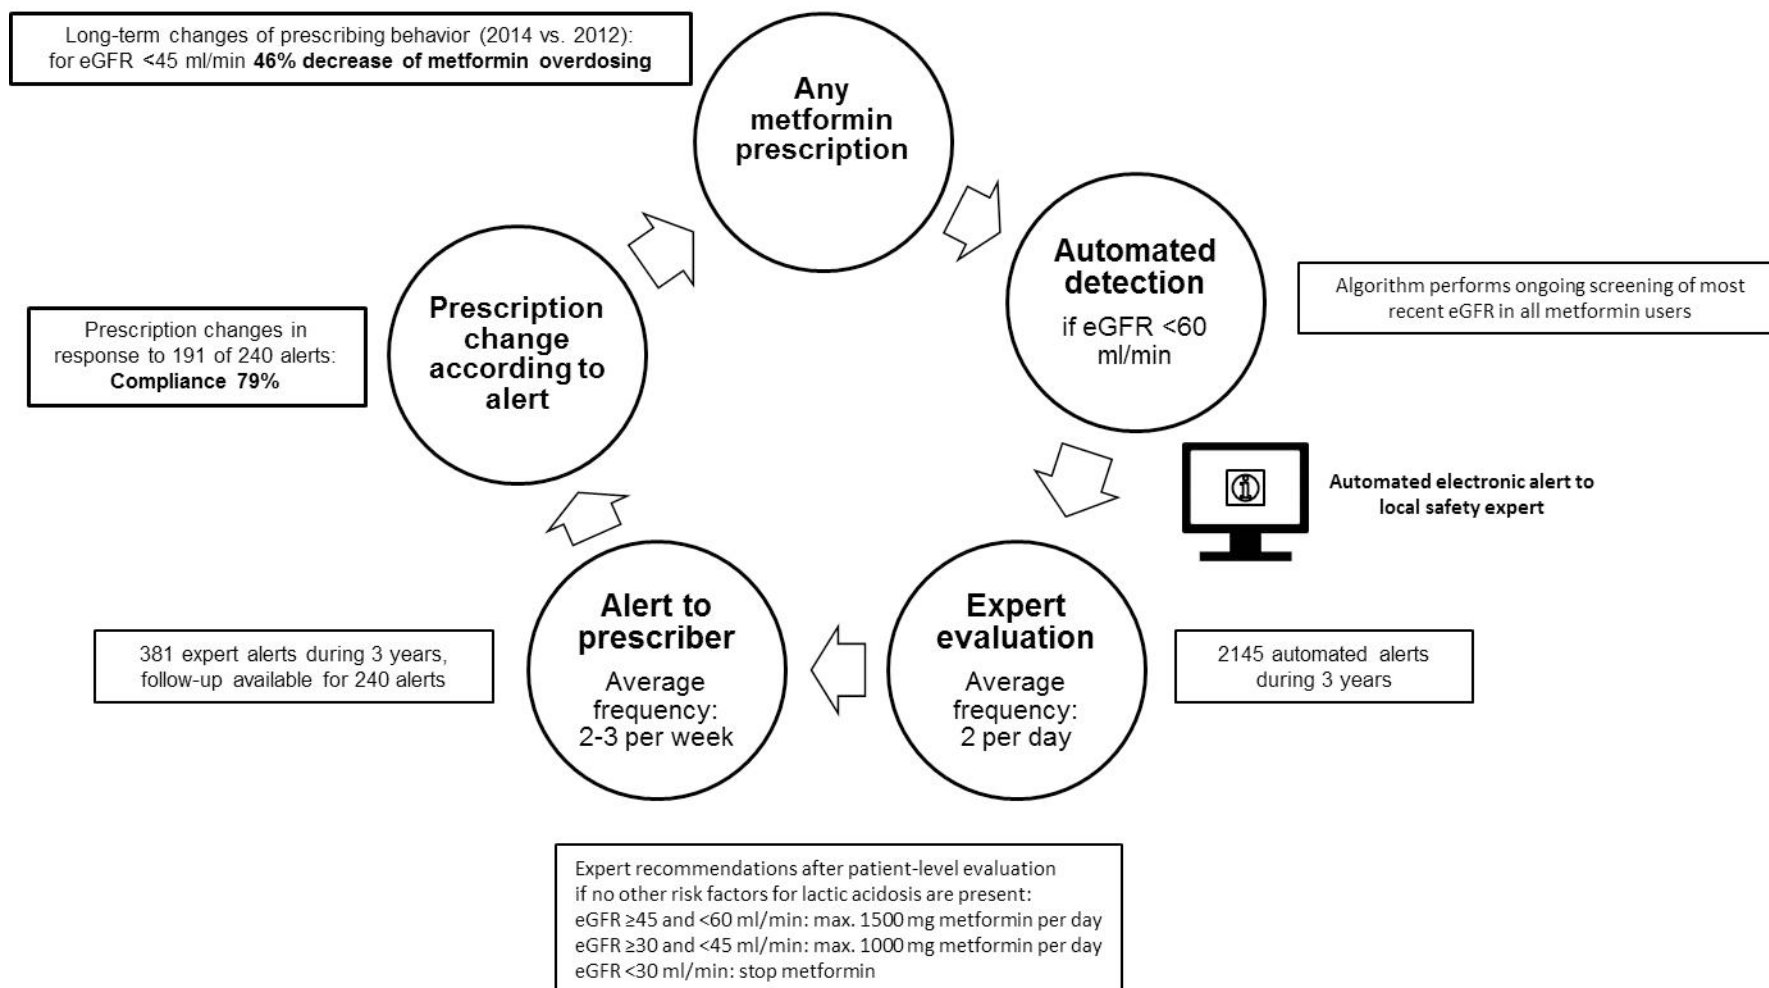 Long-term changes of prescribing behavior (2014 vs. 2012):
for eGFR <45 ml/min 46% decrease of metformin overdosing
Any
metformin
prescription
Automated
detection
if eGFR <60
ml/min
Algorithm performs ongoing screening of most
recent eGFR in all metformin users
Prescription
change
according to
alert
Prescription changes in
response to 191 of 240 alerts:
Compliance 79%
i
Automated electronic alert to
local safety expert
Alert to
prescriber
Average
frequency:
2-3 per week
Expert
evaluation
Average
frequency:
2 per day
381 expert alerts during 3 years,
follow-up available for 240 alerts
2145 automated alerts
during 3 years
Expert recommendations after patient-level evaluation
if no other risk factors for lactic acidosis are present:
eGFR ≥45 and <60 ml/min: max. 1500 mg metformin per day
eGFR ≥30 and <45 ml/min: max. 1000 mg metformin per day
eGFR <30 ml/min: stop metformin